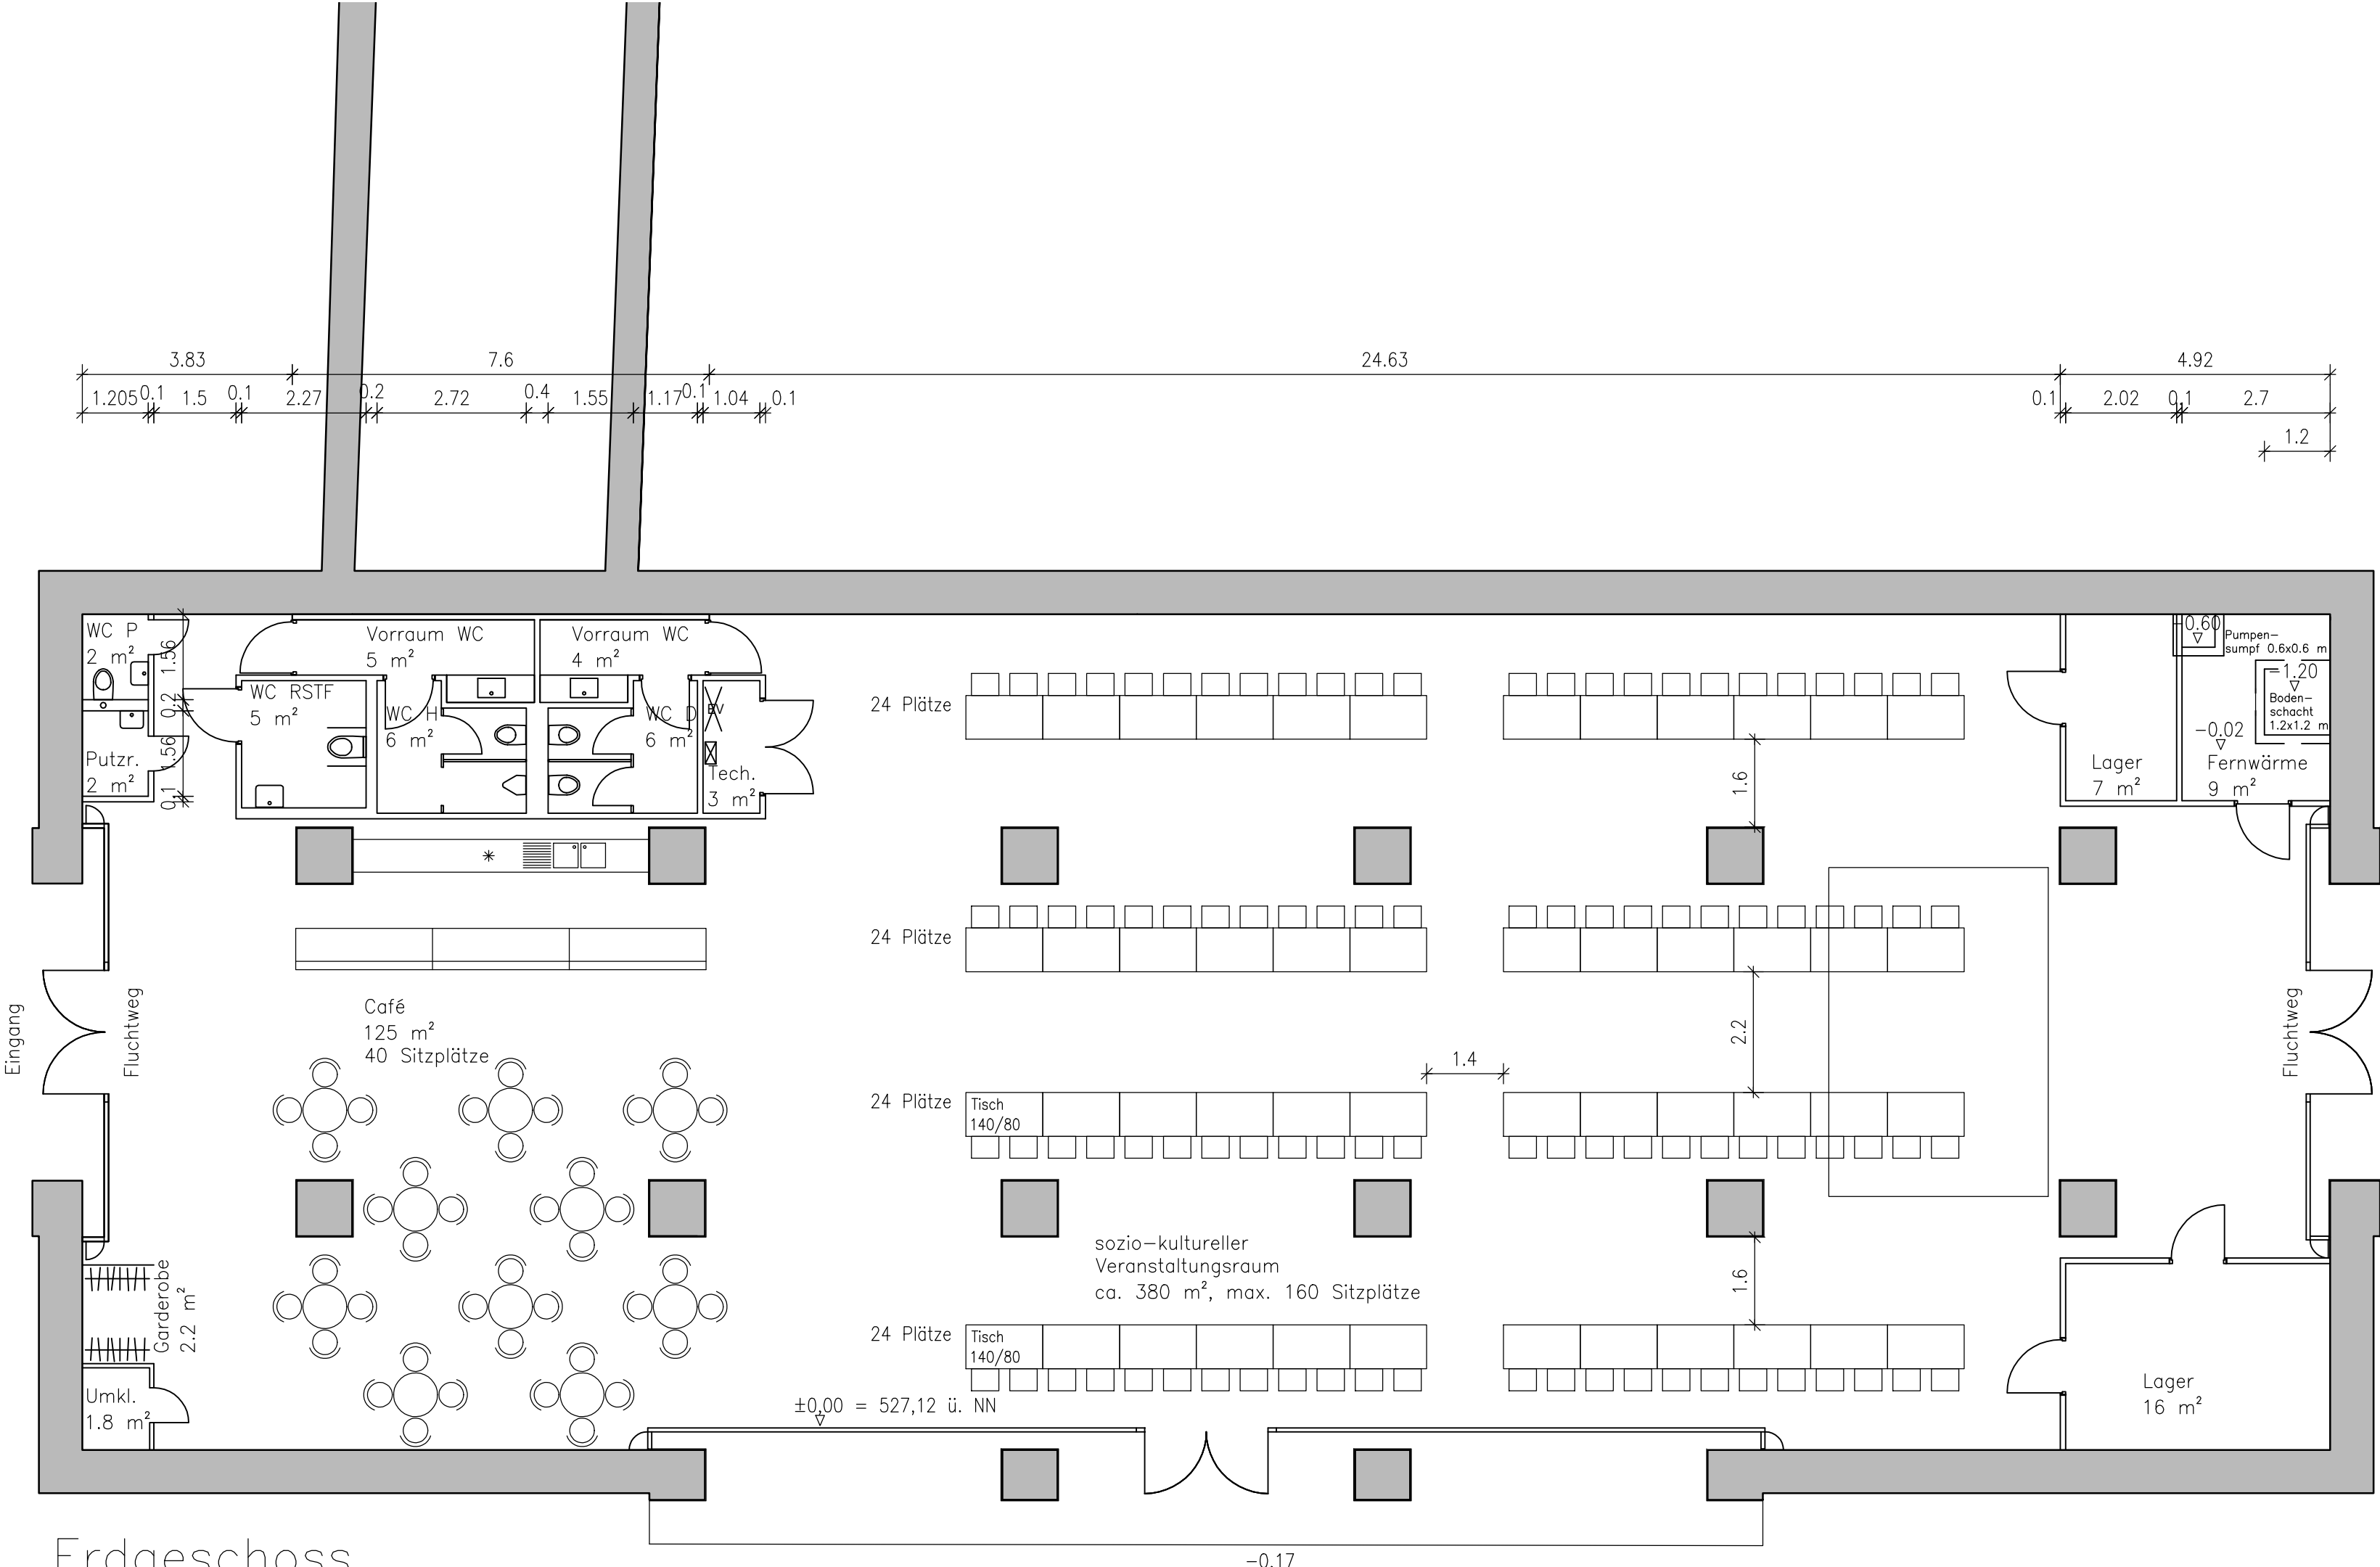 3.83
7.6
24.63
4.92
1.205
0.1
1.5
0.1
2.27
0.2
2.72
0.4
1.55
1.17
0.1
1.04
0.1
0.1
2.02
0.1
2.7
1.2
WC P
2 m²
1.56
0.2
1.56
0.1
Putzr.
2 m²
Vorraum WC
5 m²
Vorraum WC
4 m²
WC RSTF
5 m²
WC H
6 m²
WC D
6 m²
EV
Tech.
3 m²
24 Plätze
1.6
0.60
Pumpen-
sumpf 0.6x0.6 m
-1.20
Boden-
schacht
1.2x1.2 m
-0.02
Lager
7 m²
Fernwärme
9 m²
24 Plätze
Eingang
Fluchtweg
Café
125 m²
40 Sitzplätze
2.2
1.4
Fluchtweg
24 Plätze
Tisch
140/80
sozio-kultureller
Veranstaltungsraum
ca. 380 m², max. 160 Sitzplätze
1.6
Garderobe
2.2 m²
24 Plätze
Tisch
140/80
Umkl.
1.8 m²
±0,00 = 527,12 ü. NN
Lager
16 m²
Erdgeschoss
-0.17